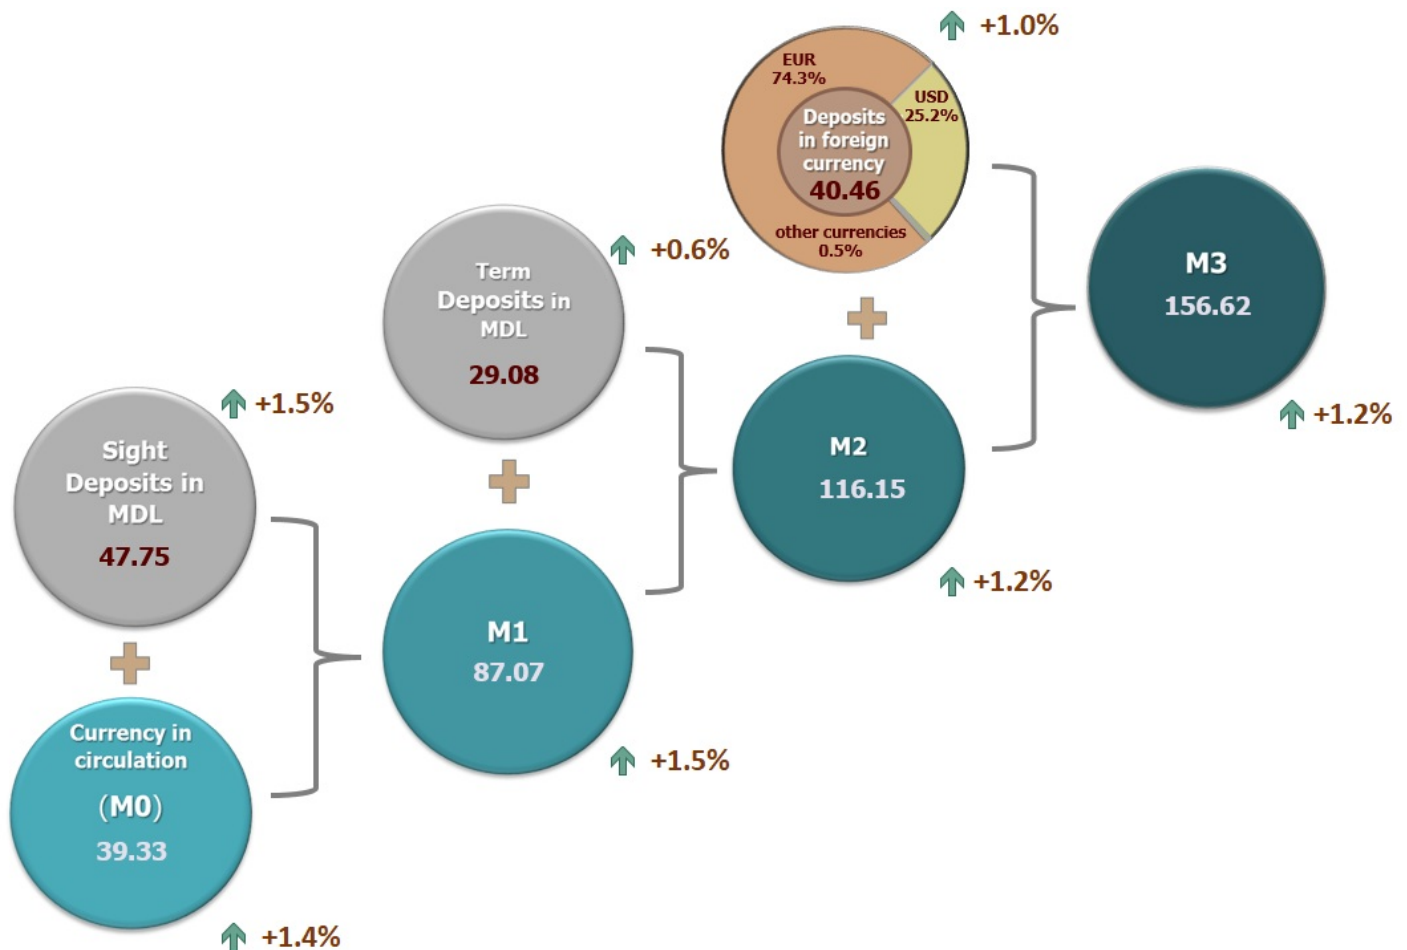 +1.0%
EUR
74.3%
USD
25.2%
Deposits
in foreign
currency
40.46
other currencies
0.5%
M3
156.62
+1.2%
Term
Deposits in
MDL
29.08
+0.6%
M2
116.15
+1.2%
Sight
Deposits in
MDL
47.75
+1.5%
M1
87.07
+1.5%
Currency in
circulation
(M0)
39.33
+1.4%